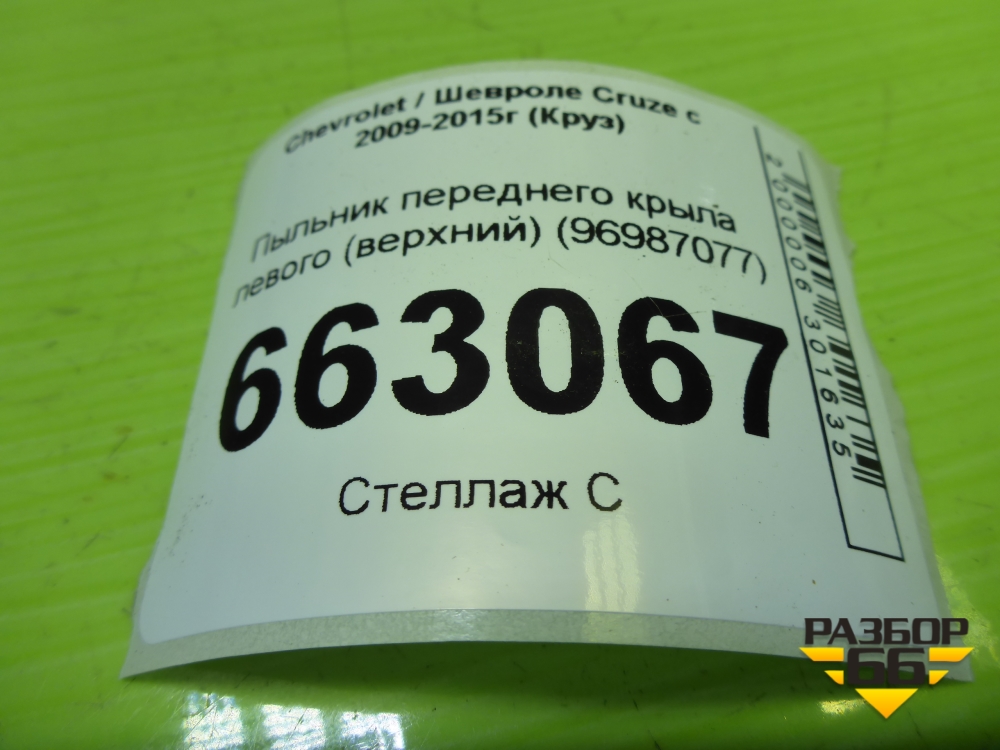 Chevrolet / Шевроле Cruze с
2009-2015г (Круз)
Пыльник переднего крыла
левого (верхний) (96987077)
663067
Стеллаж С
2000006301635
РАЗБОР
66